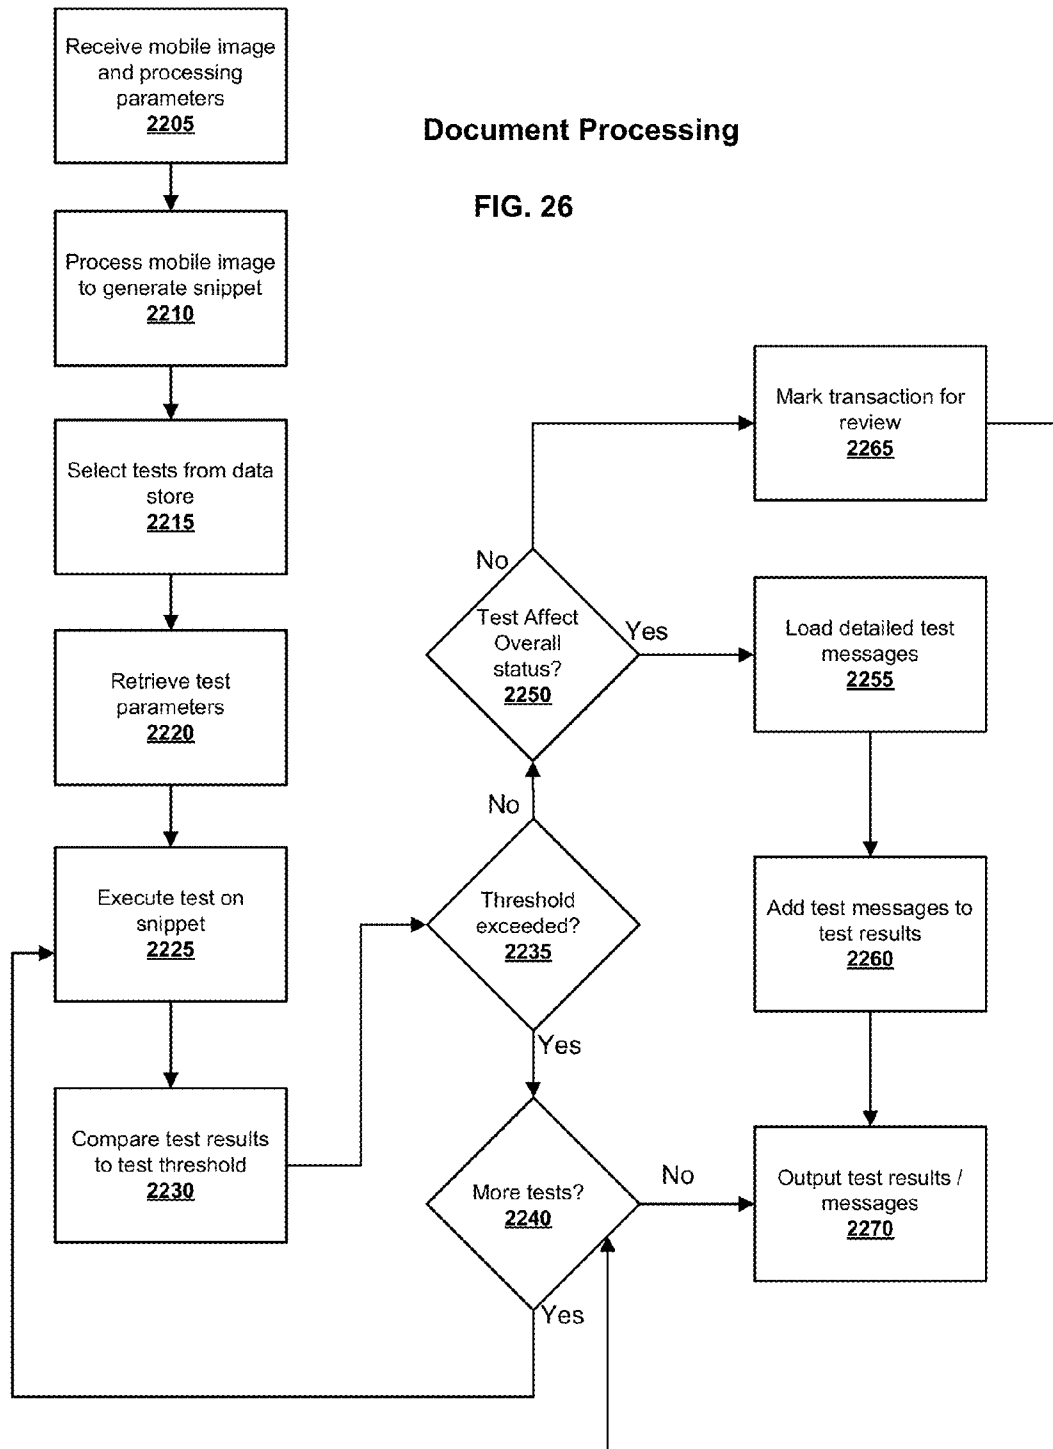 Receive mobile image
and processing
parameters
2205
Document Processing
FIG. 26
Process mobile image
to generate snippet
2210
Select tests from data
store
2215
Retrieve test
parameters
2220
Execute test on
snippet
2225
Compare test results
to test threshold
2230
Threshold
exceeded?
2235
No
Yes
Test Affect
Overall
status?
2250
No
Yes
More tests?
2240
No
Yes
Mark transaction for
review
2265
Load detailed test
messages
2255
Add test messages to
test results
2260
Output test results /
messages
2270